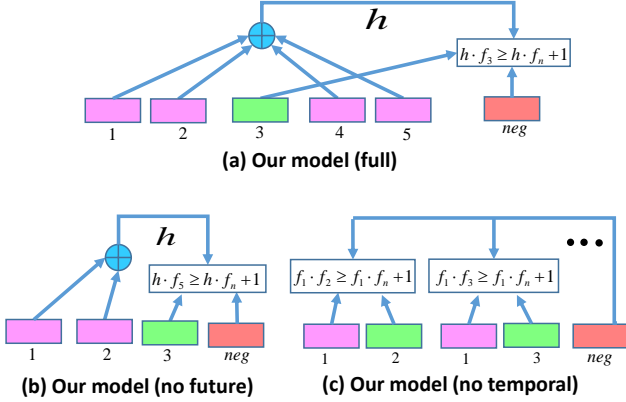 h
h · f₃ ≥ h · fₙ + 1
1 2 3 4 5 neg
(a) Our model (full)
h
h · f₅ ≥ h · fₙ + 1
f₁ · f₂ ≥ f₁ · fₙ + 1
f₁ · f₃ ≥ f₁ · fₙ + 1
•••
1 2 3 neg
1 2 1 3 neg
(b) Our model (no future)
(c) Our model (no temporal)